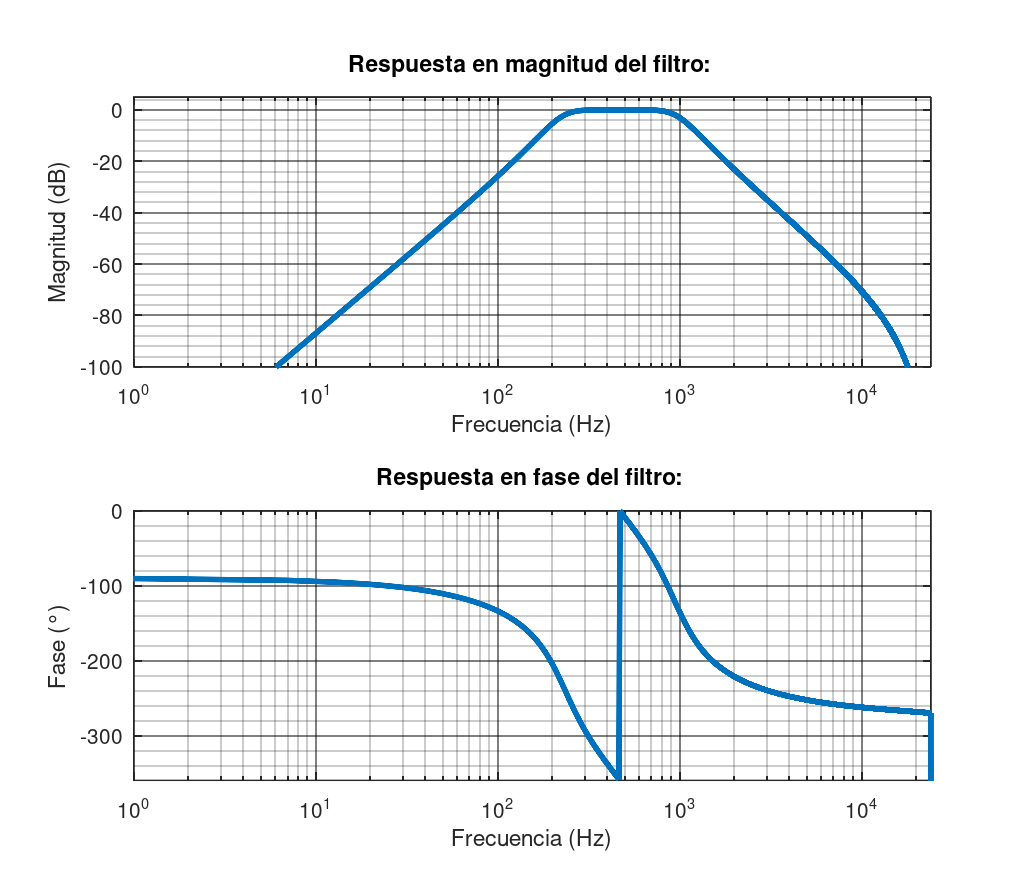 Respuesta en magnitud del filtro:
0
-20
-40
-60
-80
-100
Magnitud (dB)
10^0 10^1 10^2 10^3 10^4
Frecuencia (Hz)
Respuesta en fase del filtro:
0
-100
-200
-300
Fase (°)
10^0 10^1 10^2 10^3 10^4
Frecuencia (Hz)